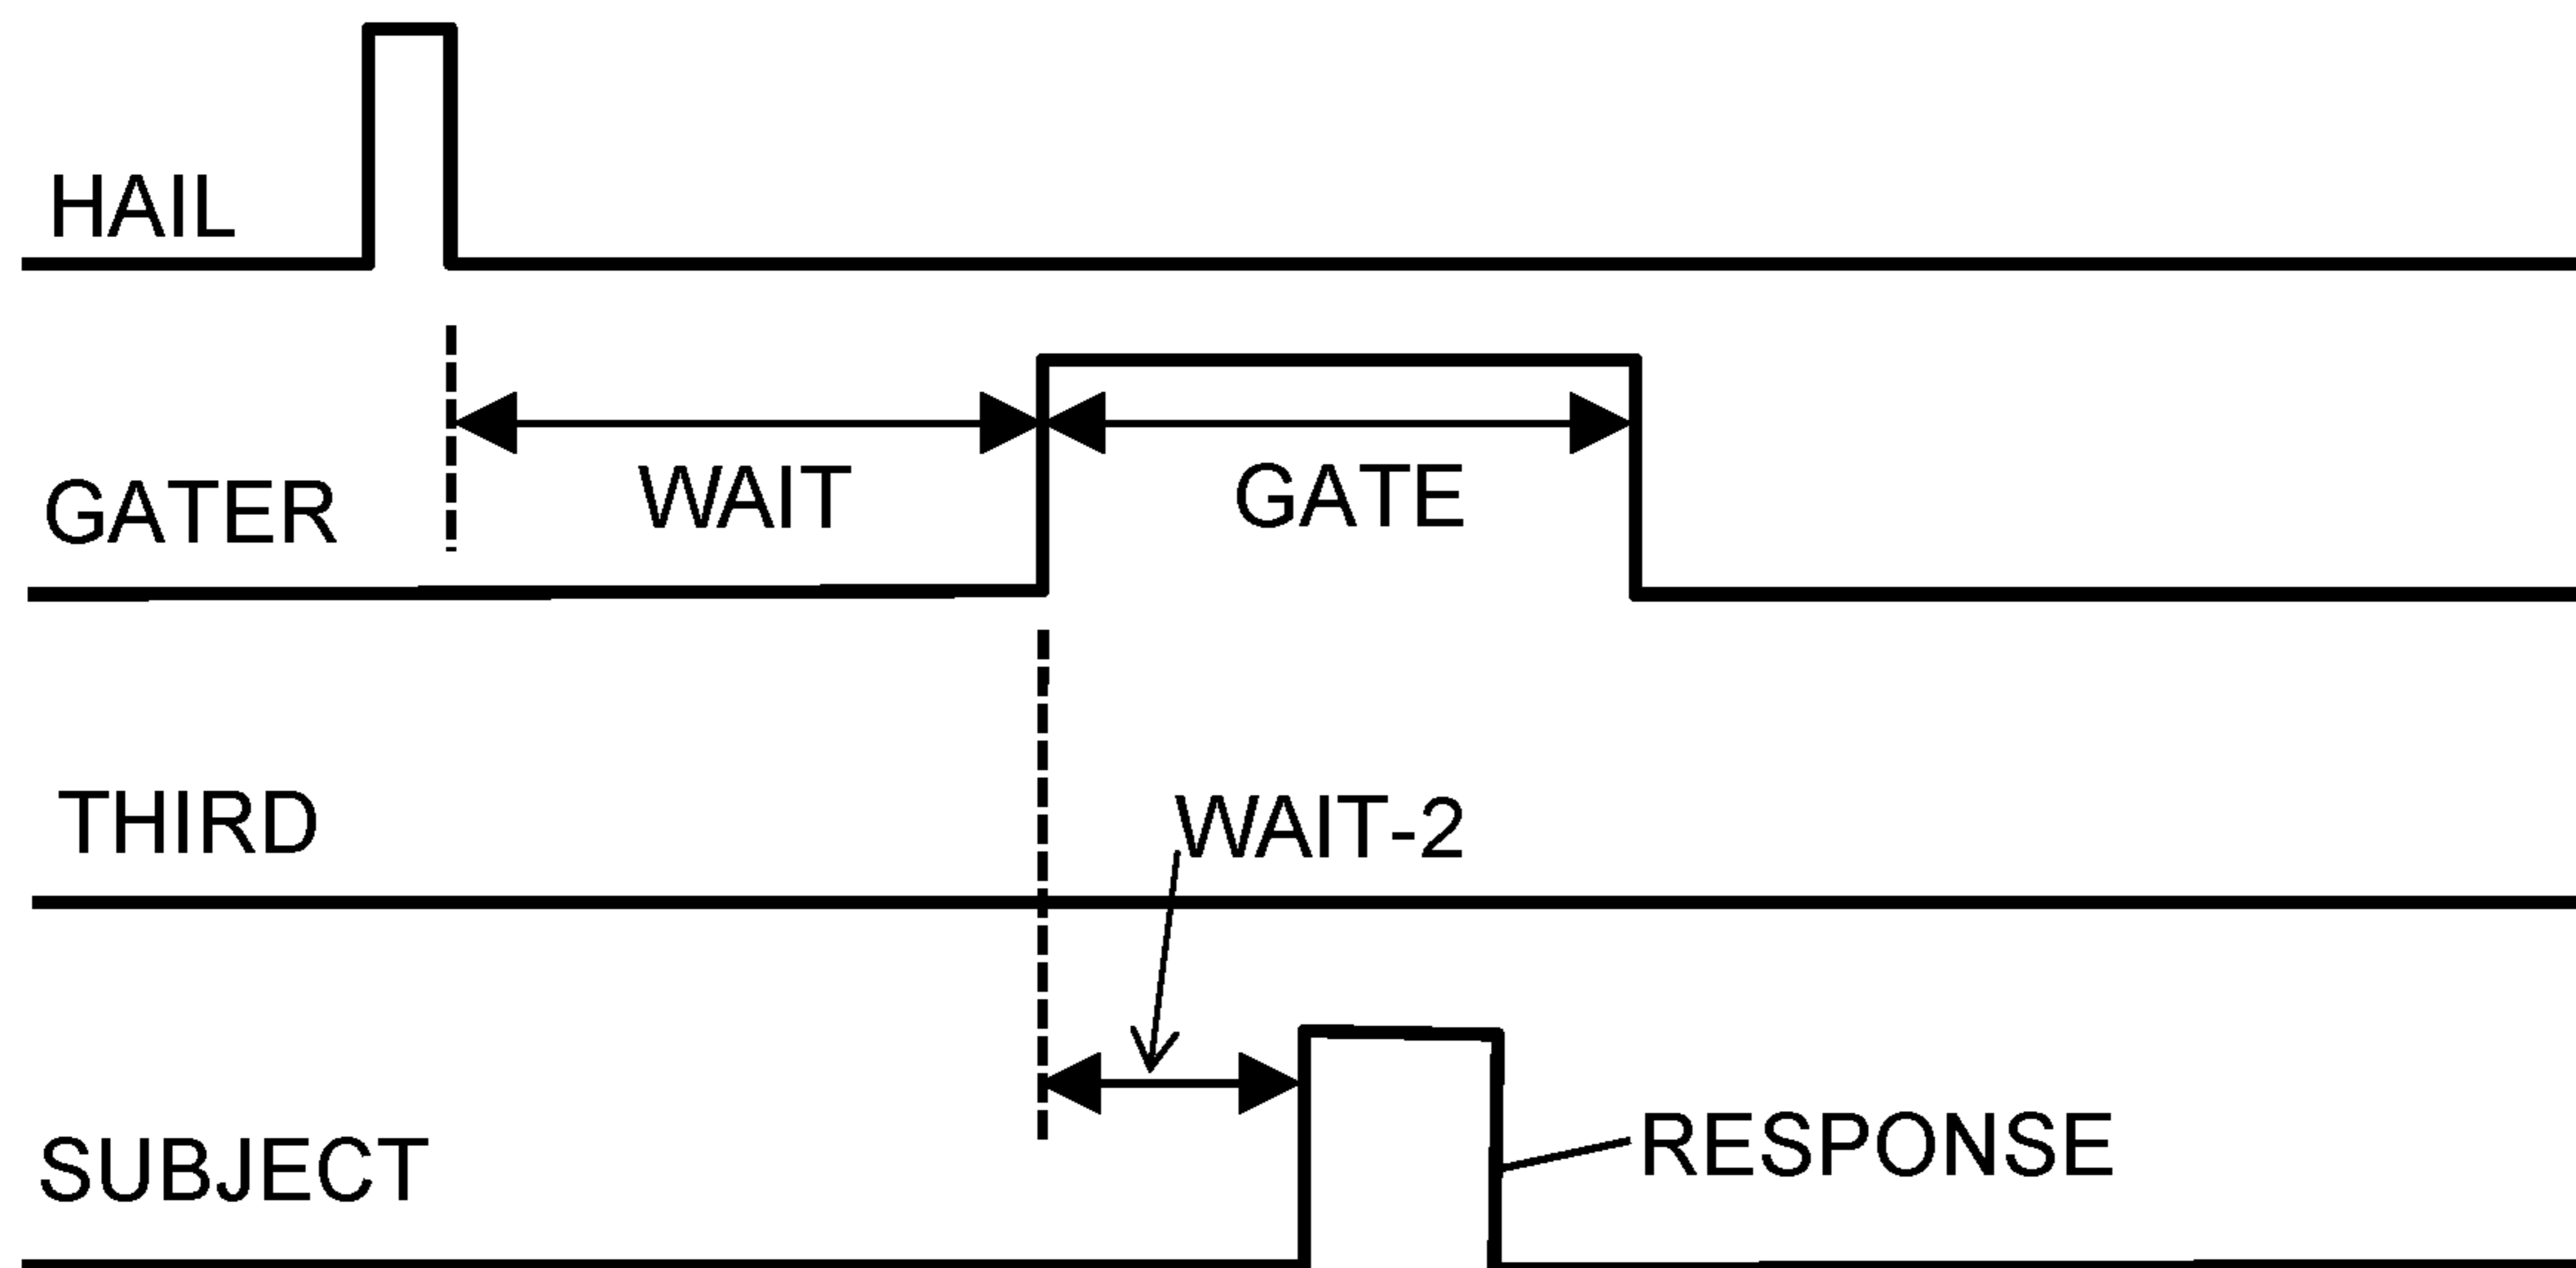 HAIL
GATER
WAIT
GATE
THIRD
WAIT-2
SUBJECT
RESPONSE